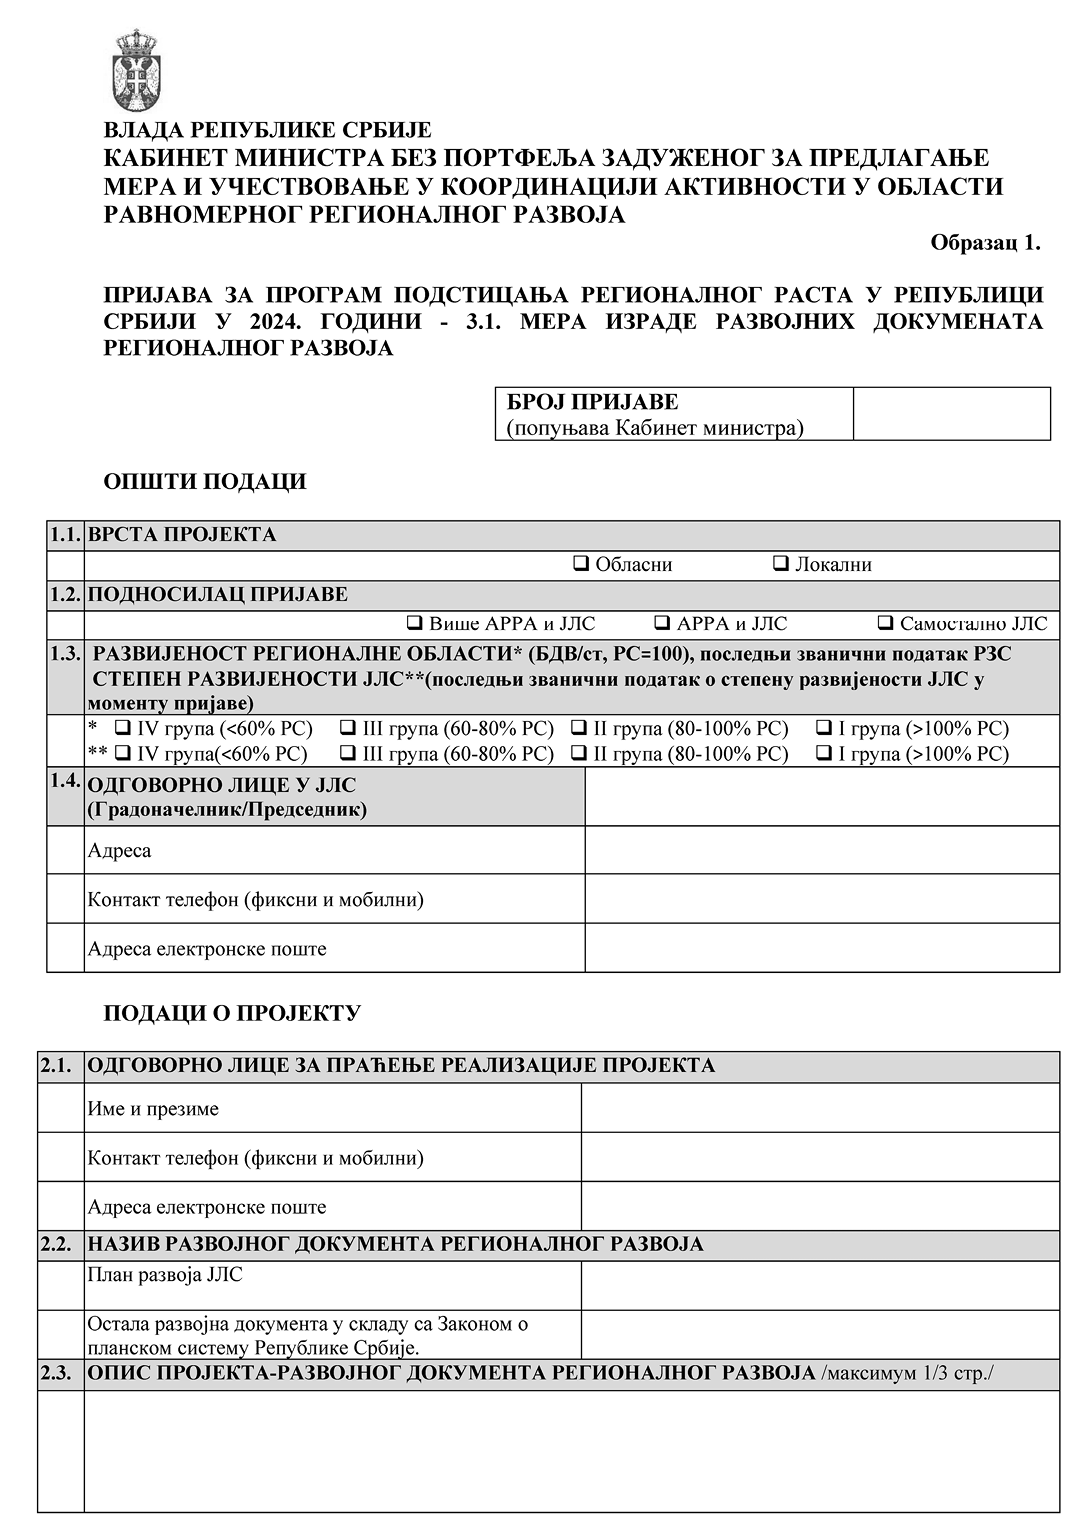 ВЛАДА РЕПУБЛИКЕ СРБИЈЕ
КАБИНЕТ МИНИСТРА БЕЗ ПОРТФЕЉА ЗАДУЖЕНОГ ЗА ПРЕДЛАГАЊЕ
МЕРА И УЧЕСТВОВАЊЕ У КООРДИНАЦИЈИ АКТИВНОСТИ У ОБЛАСТИ
РАВНОМЕРНОГ РЕГИОНАЛНОГ РАЗВОЈА
Образац 1.
ПРИЈАВА ЗА ПРОГРАМ ПОДСТИЦАЊА РЕГИОНАЛНОГ РАСТА У РЕПУБЛИЦИ
СРБИЈИ У 2024. ГОДИНИ - 3.1. МЕРА ИЗРАДЕ РАЗВОЈНИХ ДОКУМЕНАТА
РЕГИОНАЛНОГ РАЗВОЈА
БРОЈ ПРИЈАВЕ
(попуњава Кабинет министра)
ОПШТИ ПОДАЦИ
1.1. ВРСТА ПРОЈЕКТА
❑ Обласни ❑ Локални
1.2. ПОДНОСИЛАЦ ПРИЈАВЕ
❑ Више АРРА и ЈЛС ❑ АРРА и ЈЛС ❑ Самостално ЈЛС
1.3. РАЗВИЈЕНОСТ РЕГИОНАЛНЕ ОБЛАСТИ* (БДВ/ст, РС=100), последњи званични податак РЗС
СТЕПЕН РАЗВИЈЕНОСТИ ЈЛС**(последњи званични податак о степену развијености ЈЛС у
моменту пријаве)
* ❑ IV група (<60% РС) ❑ III група (60-80% РС) ❑ II група (80-100% РС) ❑ I група (>100% РС)
** ❑ IV група(<60% РС) ❑ III група (60-80% РС) ❑ II група (80-100% РС) ❑ I група (>100% РС)
1.4. ОДГОВОРНО ЛИЦЕ У ЈЛС
(Градоначелник/Председник)
Адреса
Контакт телефон (фиксни и мобилни)
Адреса електронске поште
ПОДАЦИ О ПРОЈЕКТУ
2.1. ОДГОВОРНО ЛИЦЕ ЗА ПРАЋЕЊЕ РЕАЛИЗАЦИЈЕ ПРОЈЕКТА
Име и презиме
Контакт телефон (фиксни и мобилни)
Адреса електронске поште
2.2. НАЗИВ РАЗВОЈНОГ ДОКУМЕНТА РЕГИОНАЛНОГ РАЗВОЈА
План развоја ЈЛС
Остала развојна документа у складу са Законом о
планском систему Републике Србије.
2.3. ОПИС ПРОЈЕКТА-РАЗВОЈНОГ ДОКУМЕНТА РЕГИОНАЛНОГ РАЗВОЈА /максимум 1/3 стр./